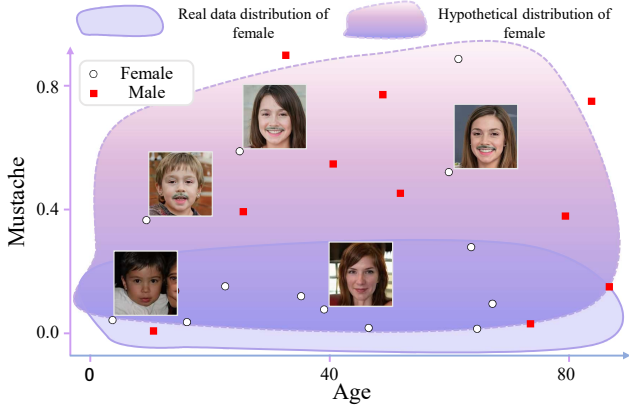 Real data distribution of
female
Hypothetical distribution of
female
Female
Male
0.8
0.4
0.0
Mustache
0
40
80
Age